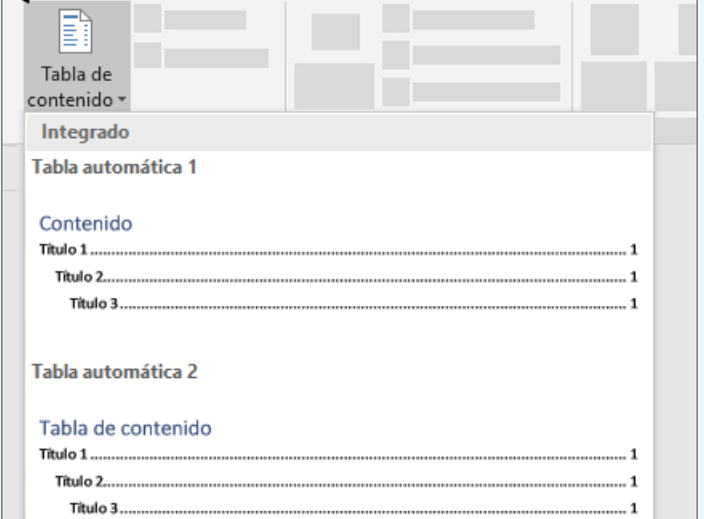 Tabla de
contenido
Integrado
Tabla automática 1
Contenido
Título 1........................................................................................................ 1
Título 2........................................................................................................ 1
Título 3........................................................................................................ 1
Tabla automática 2
Tabla de contenido
Título 1........................................................................................................ 1
Título 2........................................................................................................ 1
Título 3........................................................................................................ 1